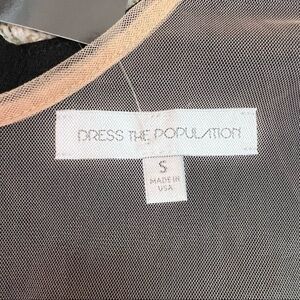 DRESS THE POPULATION
S
MADE IN
USA